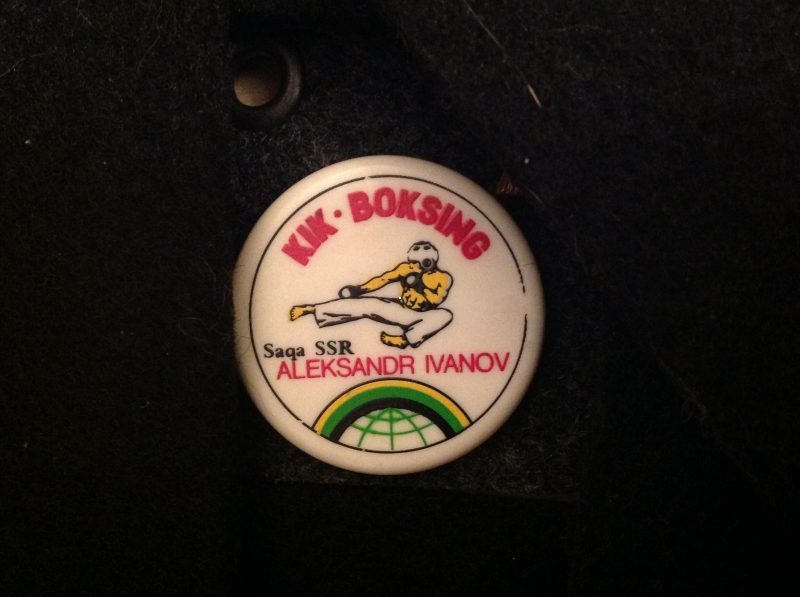 KIK · BOKSING
Saqa SSR
ALEKSANDR IVANOV